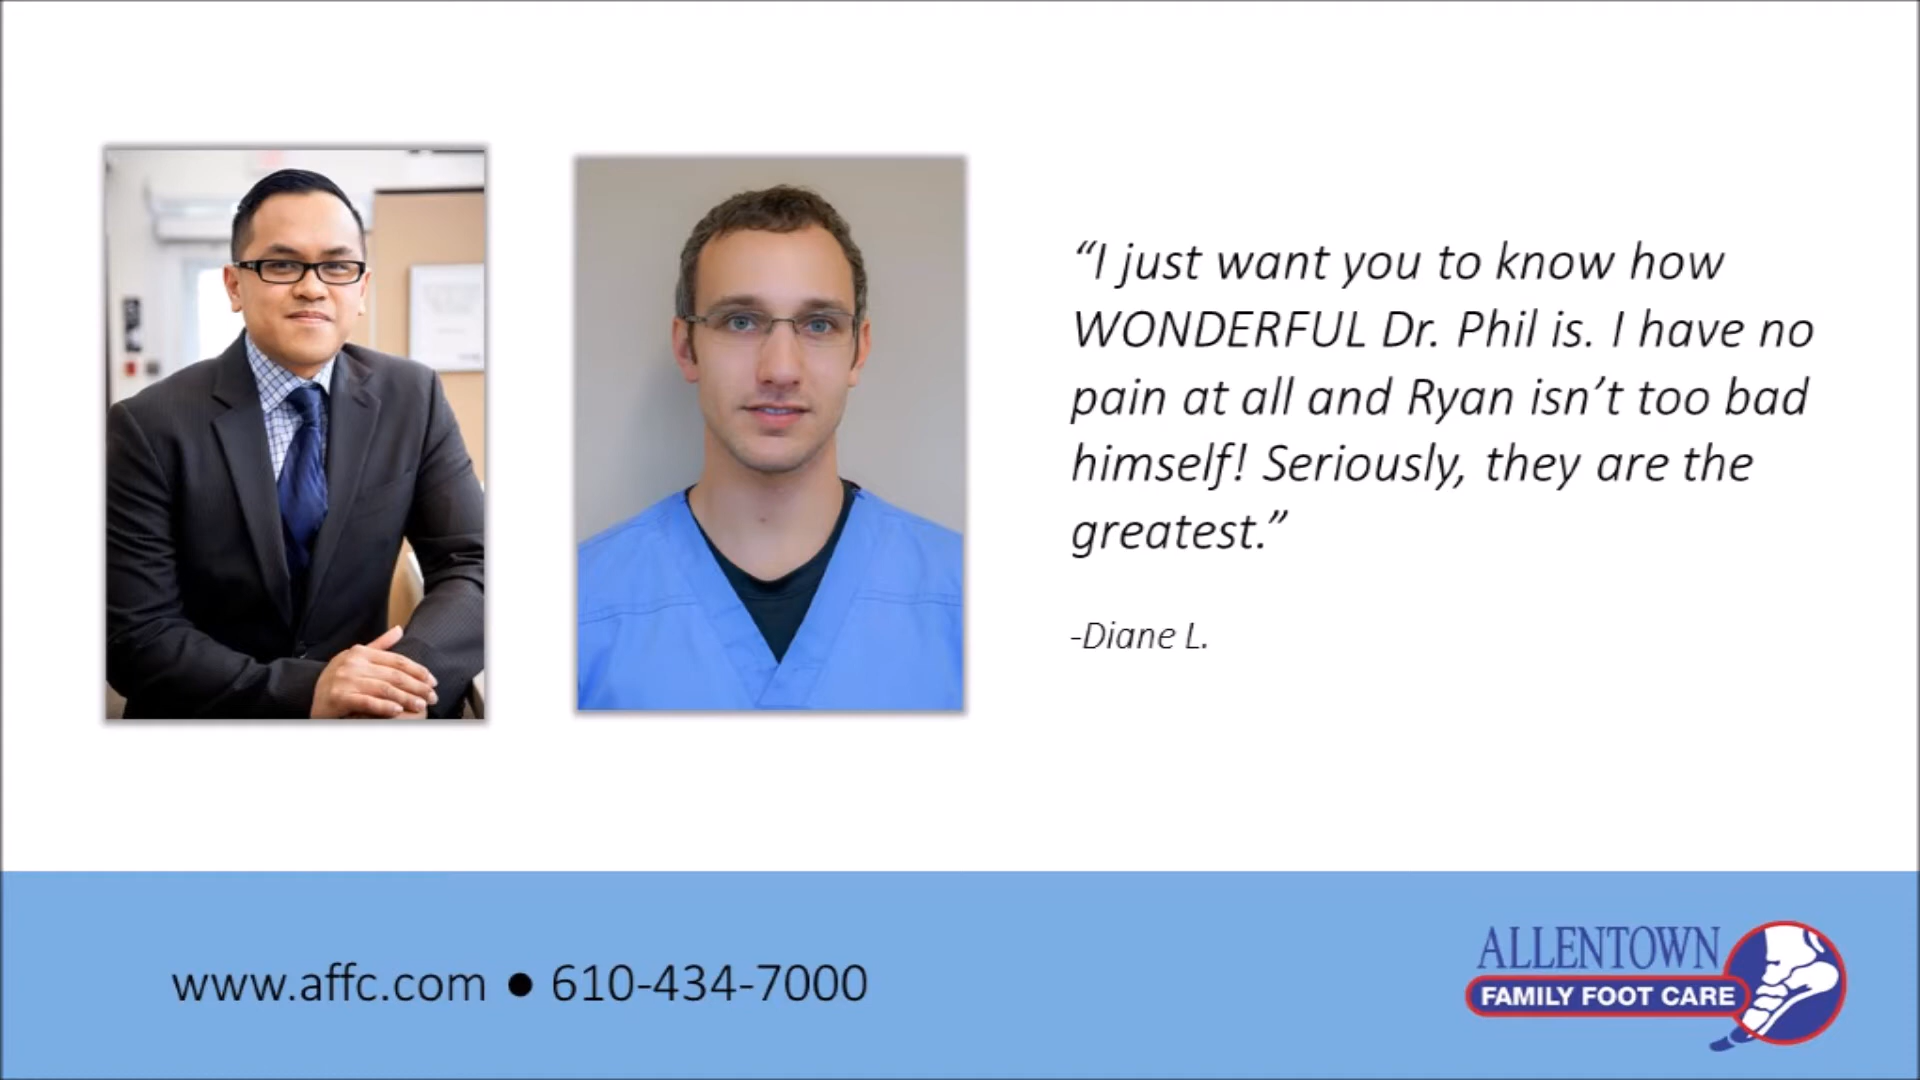 “I just want you to know how
WONDERFUL Dr. Phil is. I have no
pain at all and Ryan isn’t too bad
himself! Seriously, they are the
greatest.”
-Diane L.
www.affc.com ● 610-434-7000
ALLENTOWN
FAMILY FOOT CARE